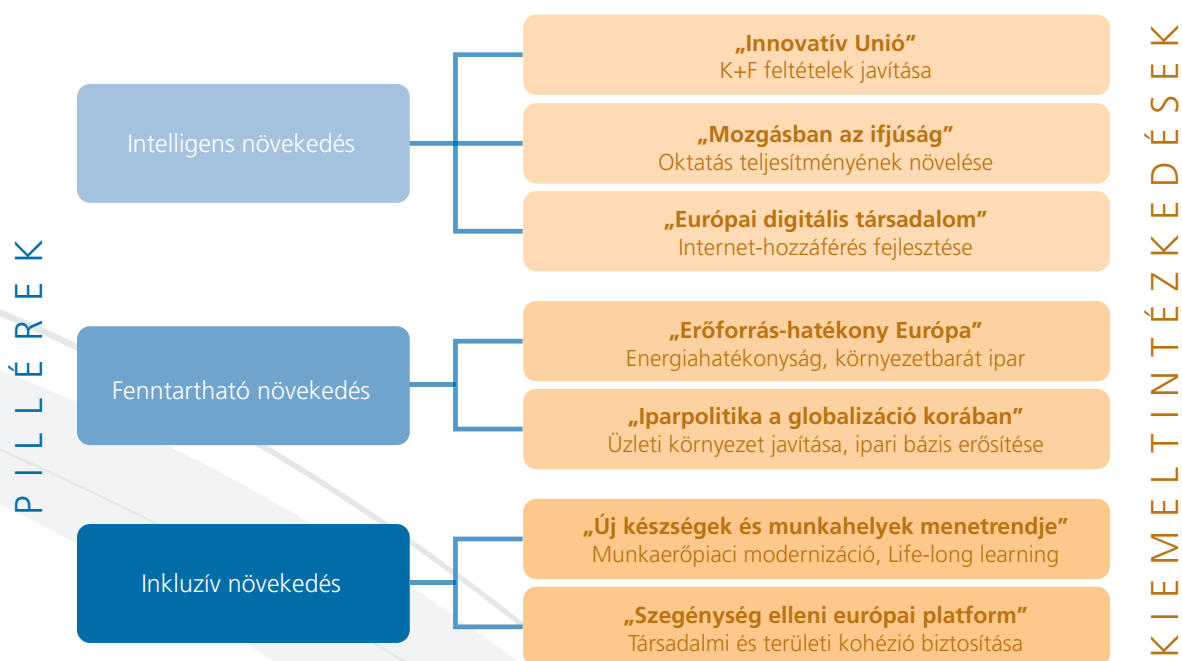 PILLÉREK
Intelligens növekedés
„Innovatív Unió”
K+F feltételek javítása
„Mozgásban az ifjúság”
Oktatás teljesítményének növelése
„Európai digitális társadalom”
Internet-hozzáférés fejlesztése
Fenntartható növekedés
„Erőforrás-hatékony Európa”
Energiahatékonyság, környezetbarát ipar
„Iparpolitika a globalizáció korában”
Üzleti környezet javítása, ipari bázis erősítése
Inkluzív növekedés
„Új készségek és munkahelyek menetrendje”
Munkaerőpiaci modernizáció, Life-long learning
„Szegénység elleni európai platform”
Társadalmi és területi kohézió biztosítása
KIEMELT INTÉZKEDÉSEK